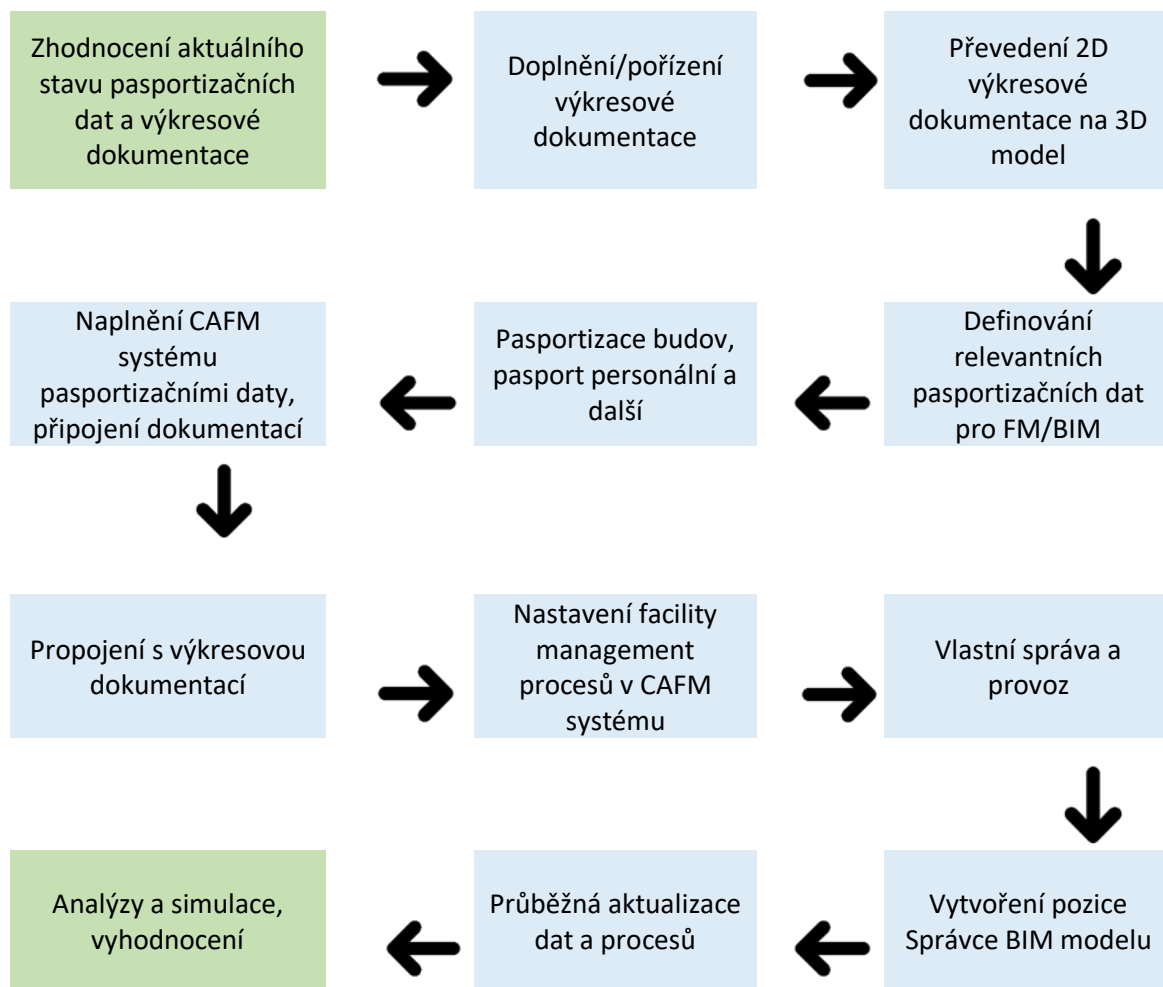 Zhodnocení aktuálního
stavu pasportizačních
dat a výkresové
dokumentace
Doplnění/pořízení
výkresové
dokumentace
Převedení 2D
výkresové
dokumentace na 3D
model
Definování
relevantních
pasportizačních dat
pro FM/BIM
Pasportizace budov,
pasport personální a
další
Naplnění CAFM
systému
pasportizačními daty,
připojení dokumentací
Propojení s výkresovou
dokumentací
Nastavení facility
management
procesů v CAFM
systému
Vlastní správa a
provoz
Vytvoření pozice
Správce BIM modelu
Průběžná aktualizace
dat a procesů
Analýzy a simulace,
vyhodnocení